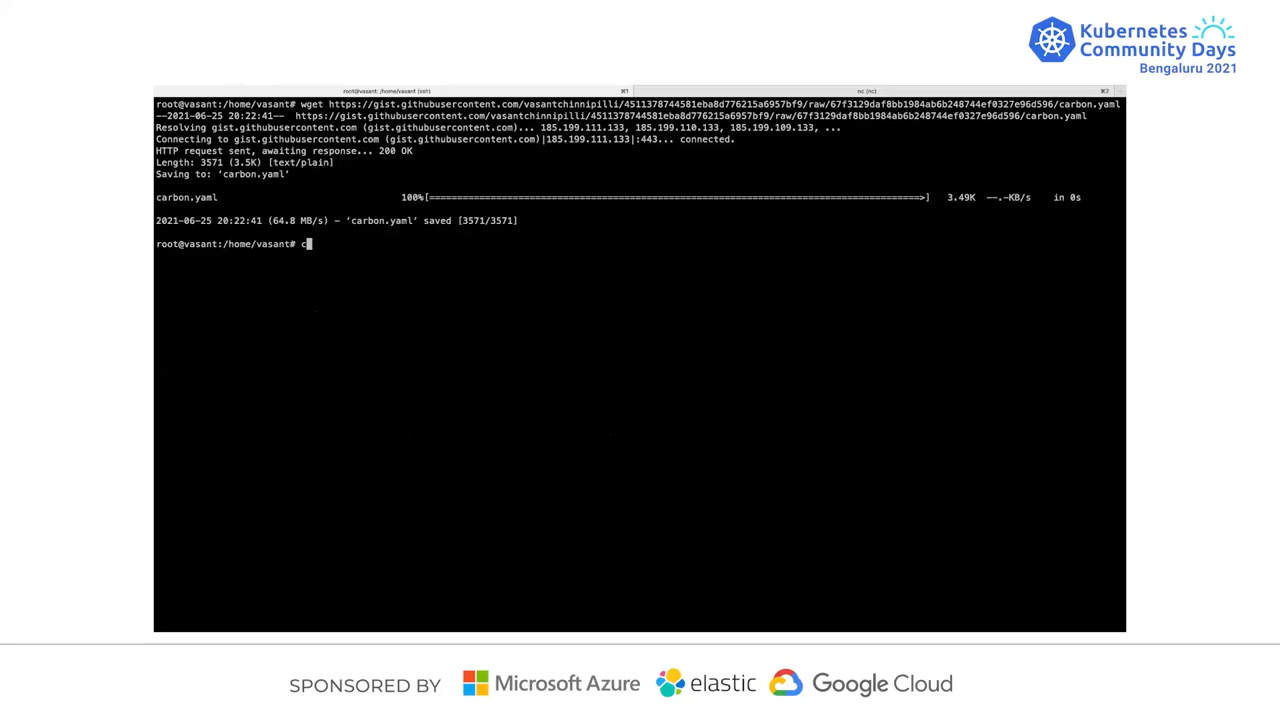 Kubernetes
Community Days
Bengaluru 2021
root@vasant: /home/vasant (ssh)
⌘1
nc (nc)
⌘2
root@vasant:/home/vasant# wget https://gist.githubusercontent.com/vasantchinnipilli/4511378744581eba8d776215a6957bf9/raw/67f3129daf8bb1984ab6b248744ef0327e96d596/carbon.yaml
--2021-06-25 20:22:41-- https://gist.githubusercontent.com/vasantchinnipilli/4511378744581eba8d776215a6957bf9/raw/67f3129daf8bb1984ab6b248744ef0327e96d596/carbon.yaml
Resolving gist.githubusercontent.com (gist.githubusercontent.com)... 185.199.111.133, 185.199.110.133, 185.199.109.133, ...
Connecting to gist.githubusercontent.com (gist.githubusercontent.com)|185.199.111.133|:443... connected.
HTTP request sent, awaiting response... 200 OK
Length: 3571 (3.5K) [text/plain]
Saving to: ‘carbon.yaml’
carbon.yaml 100%[=====================================================================================>] 3.49K --.-KB/s in 0s
2021-06-25 20:22:41 (64.8 MB/s) - ‘carbon.yaml’ saved [3571/3571]
root@vasant:/home/vasant# c
SPONSORED BY Microsoft Azure elastic Google Cloud